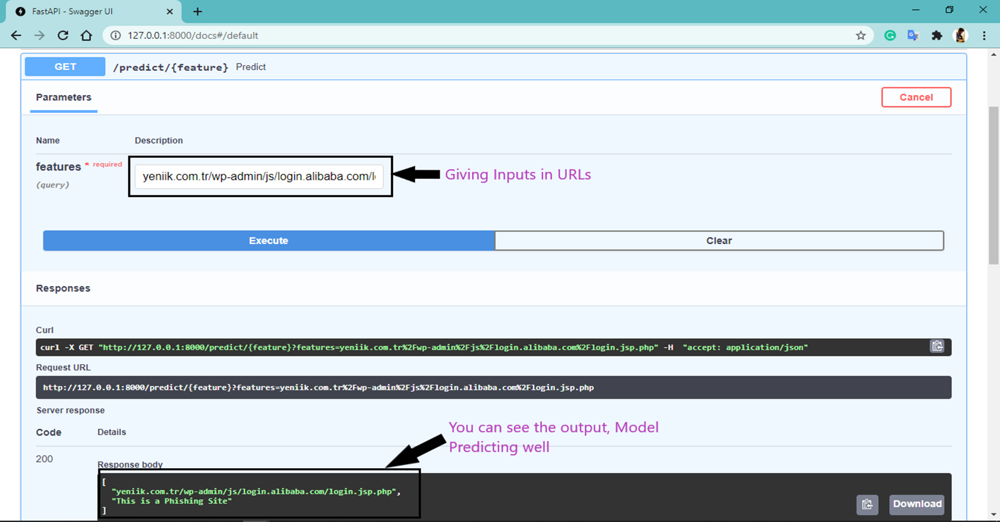 FastAPI - Swagger UI
127.0.0.1:8000/docs#/default
GET /predict/{feature} Predict
Parameters
Cancel
Name Description
features * required
(query)
yeniik.com.tr/wp-admin/js/login.alibaba.com/l
Giving Inputs in URLs
Execute
Clear
Responses
Curl
curl -X GET "http://127.0.0.1:8000/predict/{feature}?features=yeniik.com.tr%2Fwp-admin%2Fjs%2Flogin.alibaba.com%2Flogin.jsp.php" -H  "accept: application/json"
Request URL
http://127.0.0.1:8000/predict/{feature}?features=yeniik.com.tr%2Fwp-admin%2Fjs%2Flogin.alibaba.com%2Flogin.jsp.php
Server response
You can see the output, Model
Predicting well
Code Details
200
Response body
[
"yeniik.com.tr/wp-admin/js/login.alibaba.com/login.jsp.php",
"This is a Phishing Site"
]
Download